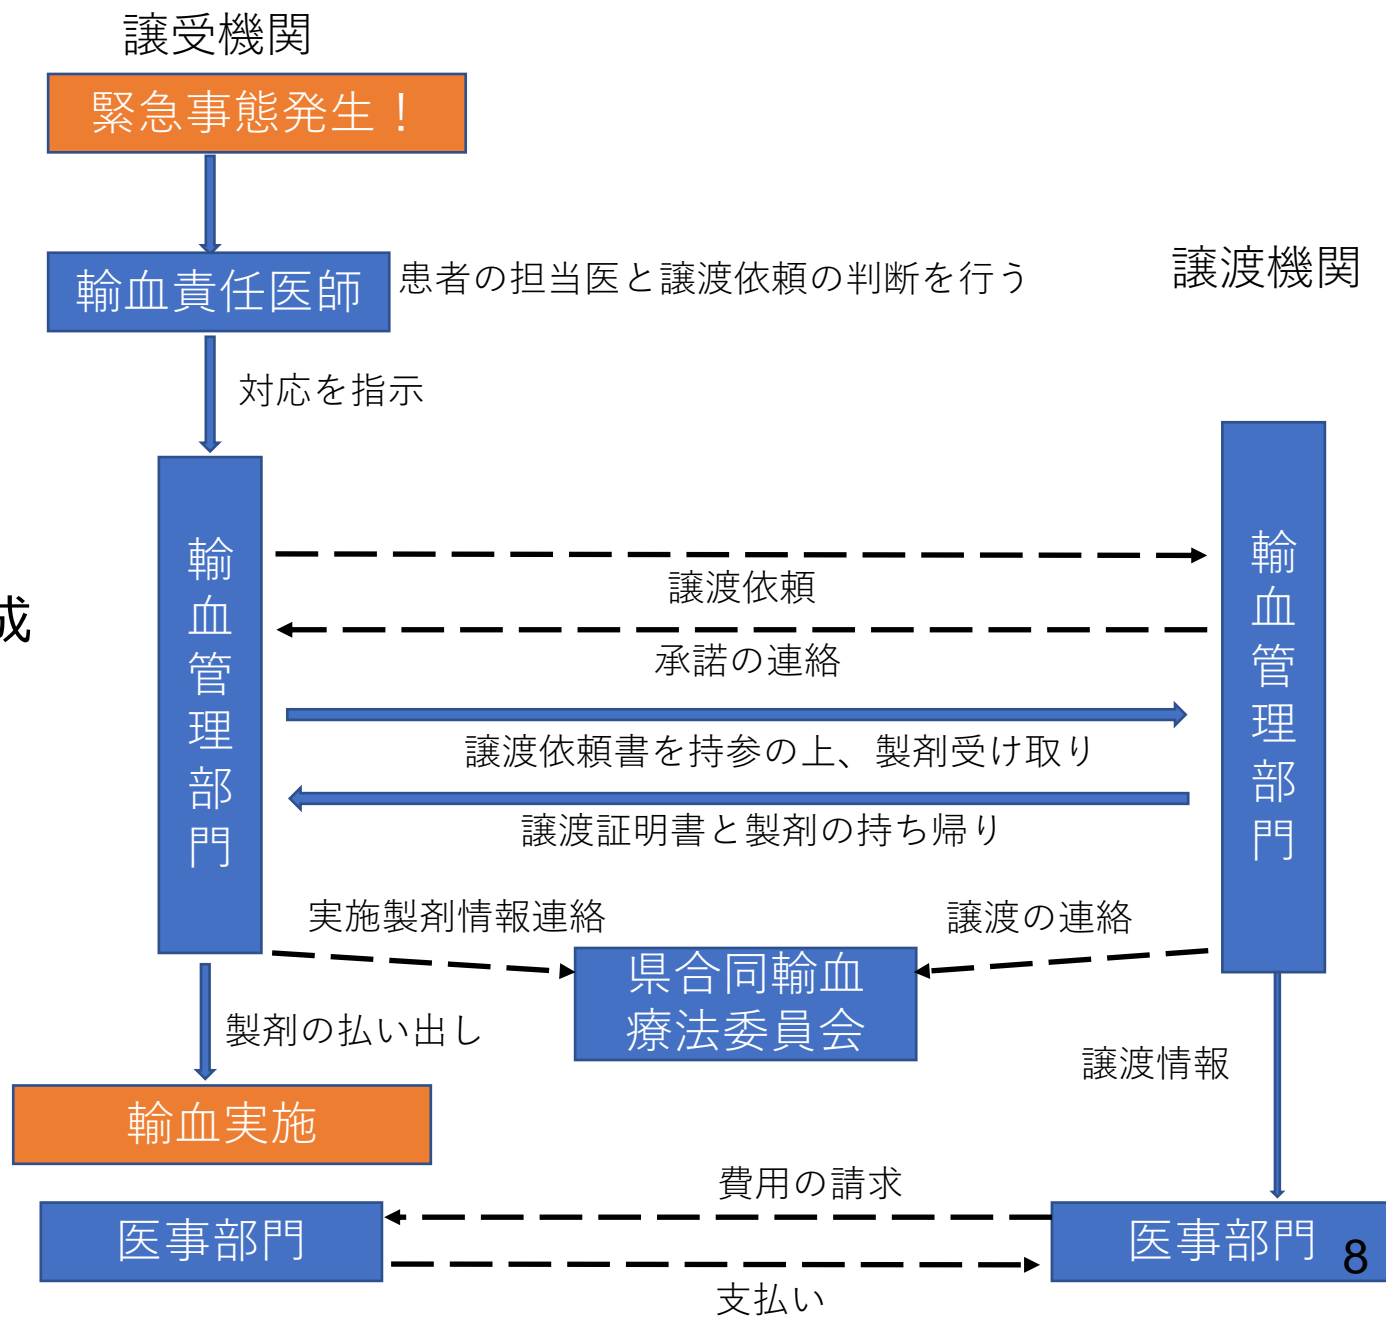 譲受機関
緊急事態発生！
輸血責任医師
患者の担当医と譲渡依頼の判断を行う
譲渡機関
対応を指示
輸血管理部門
輸血管理部門
譲渡依頼
成
承諾の連絡
譲渡依頼書を持参の上、製剤受け取り
譲渡証明書と製剤の持ち帰り
実施製剤情報連絡
譲渡の連絡
県合同輸血
療法委員会
製剤の払い出し
譲渡情報
輸血実施
費用の請求
医事部門
医事部門
8
支払い